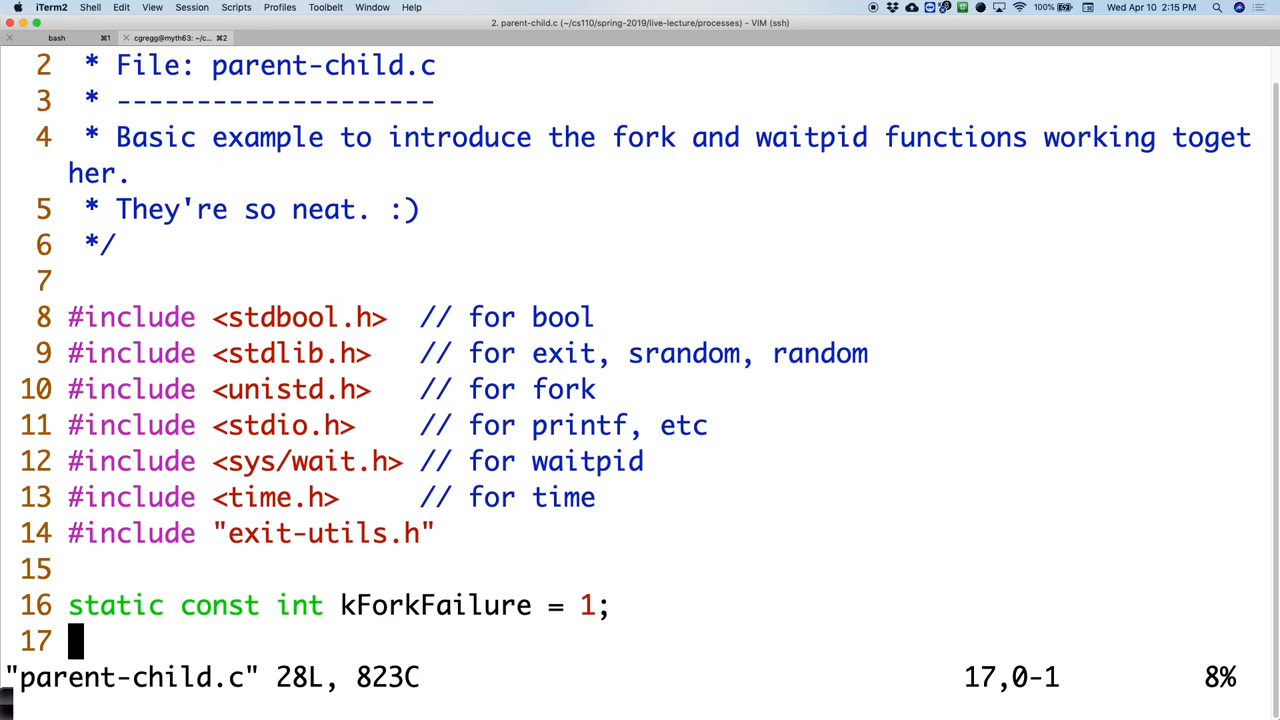 iTerm2 Shell Edit View Session Scripts Profiles Toolbelt Window Help 100% Wed Apr 10 2:15 PM
2. parent-child.c (~/cs110/spring-2019/live-lecture/processes) - VIM (ssh)
bash ⌘1 × cgregg@myth63: ~/c... ⌘2
2 * File: parent-child.c
3 * --------------------
4 * Basic example to introduce the fork and waitpid functions working toget
her.
5 * They're so neat. :)
6 */
7
8 #include <stdbool.h> // for bool
9 #include <stdlib.h> // for exit, srandom, random
10 #include <unistd.h> // for fork
11 #include <stdio.h> // for printf, etc
12 #include <sys/wait.h> // for waitpid
13 #include <time.h> // for time
14 #include "exit-utils.h"
15
16 static const int kForkFailure = 1;
17
"parent-child.c" 28L, 823C 17,0-1 8%